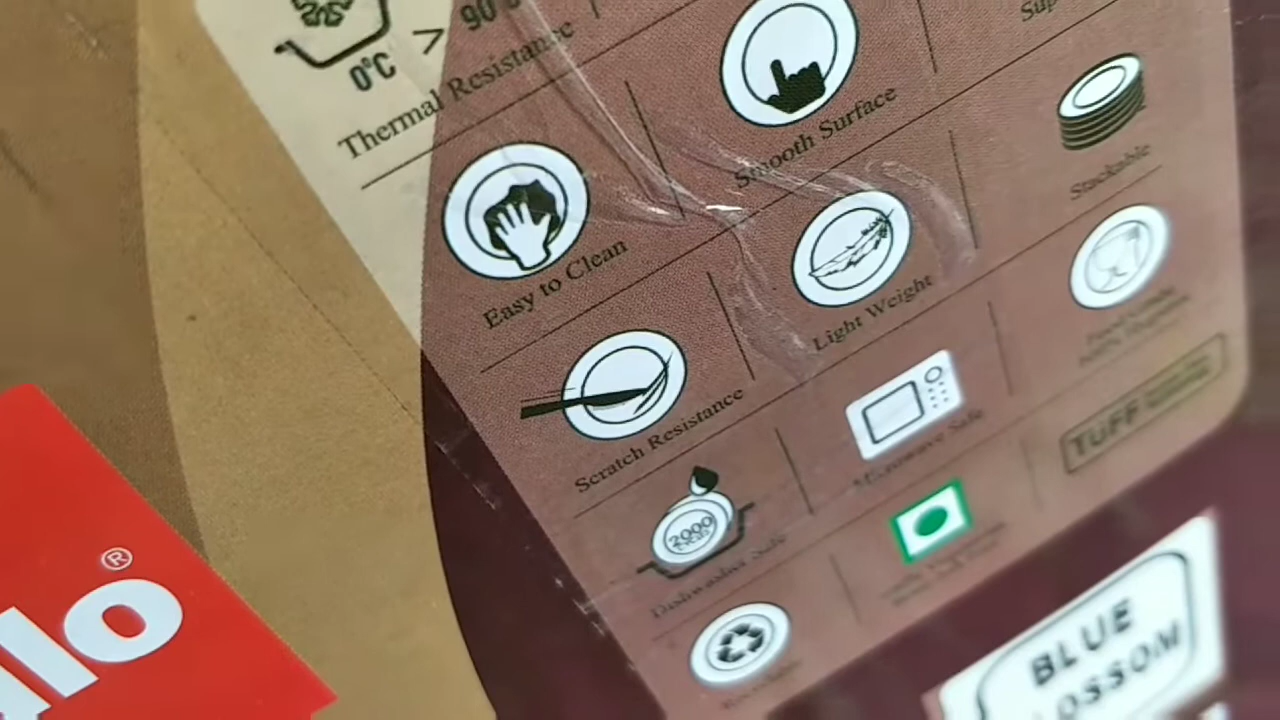 0°C > 90°C
Thermal Resistance
Smooth Surface
Easy to Clean
Stackable
Light Weight
Scratch Resistance
Microwave Safe
2000
Dishwasher Safe
TUFF
BLUE
LOSSOM
lo®